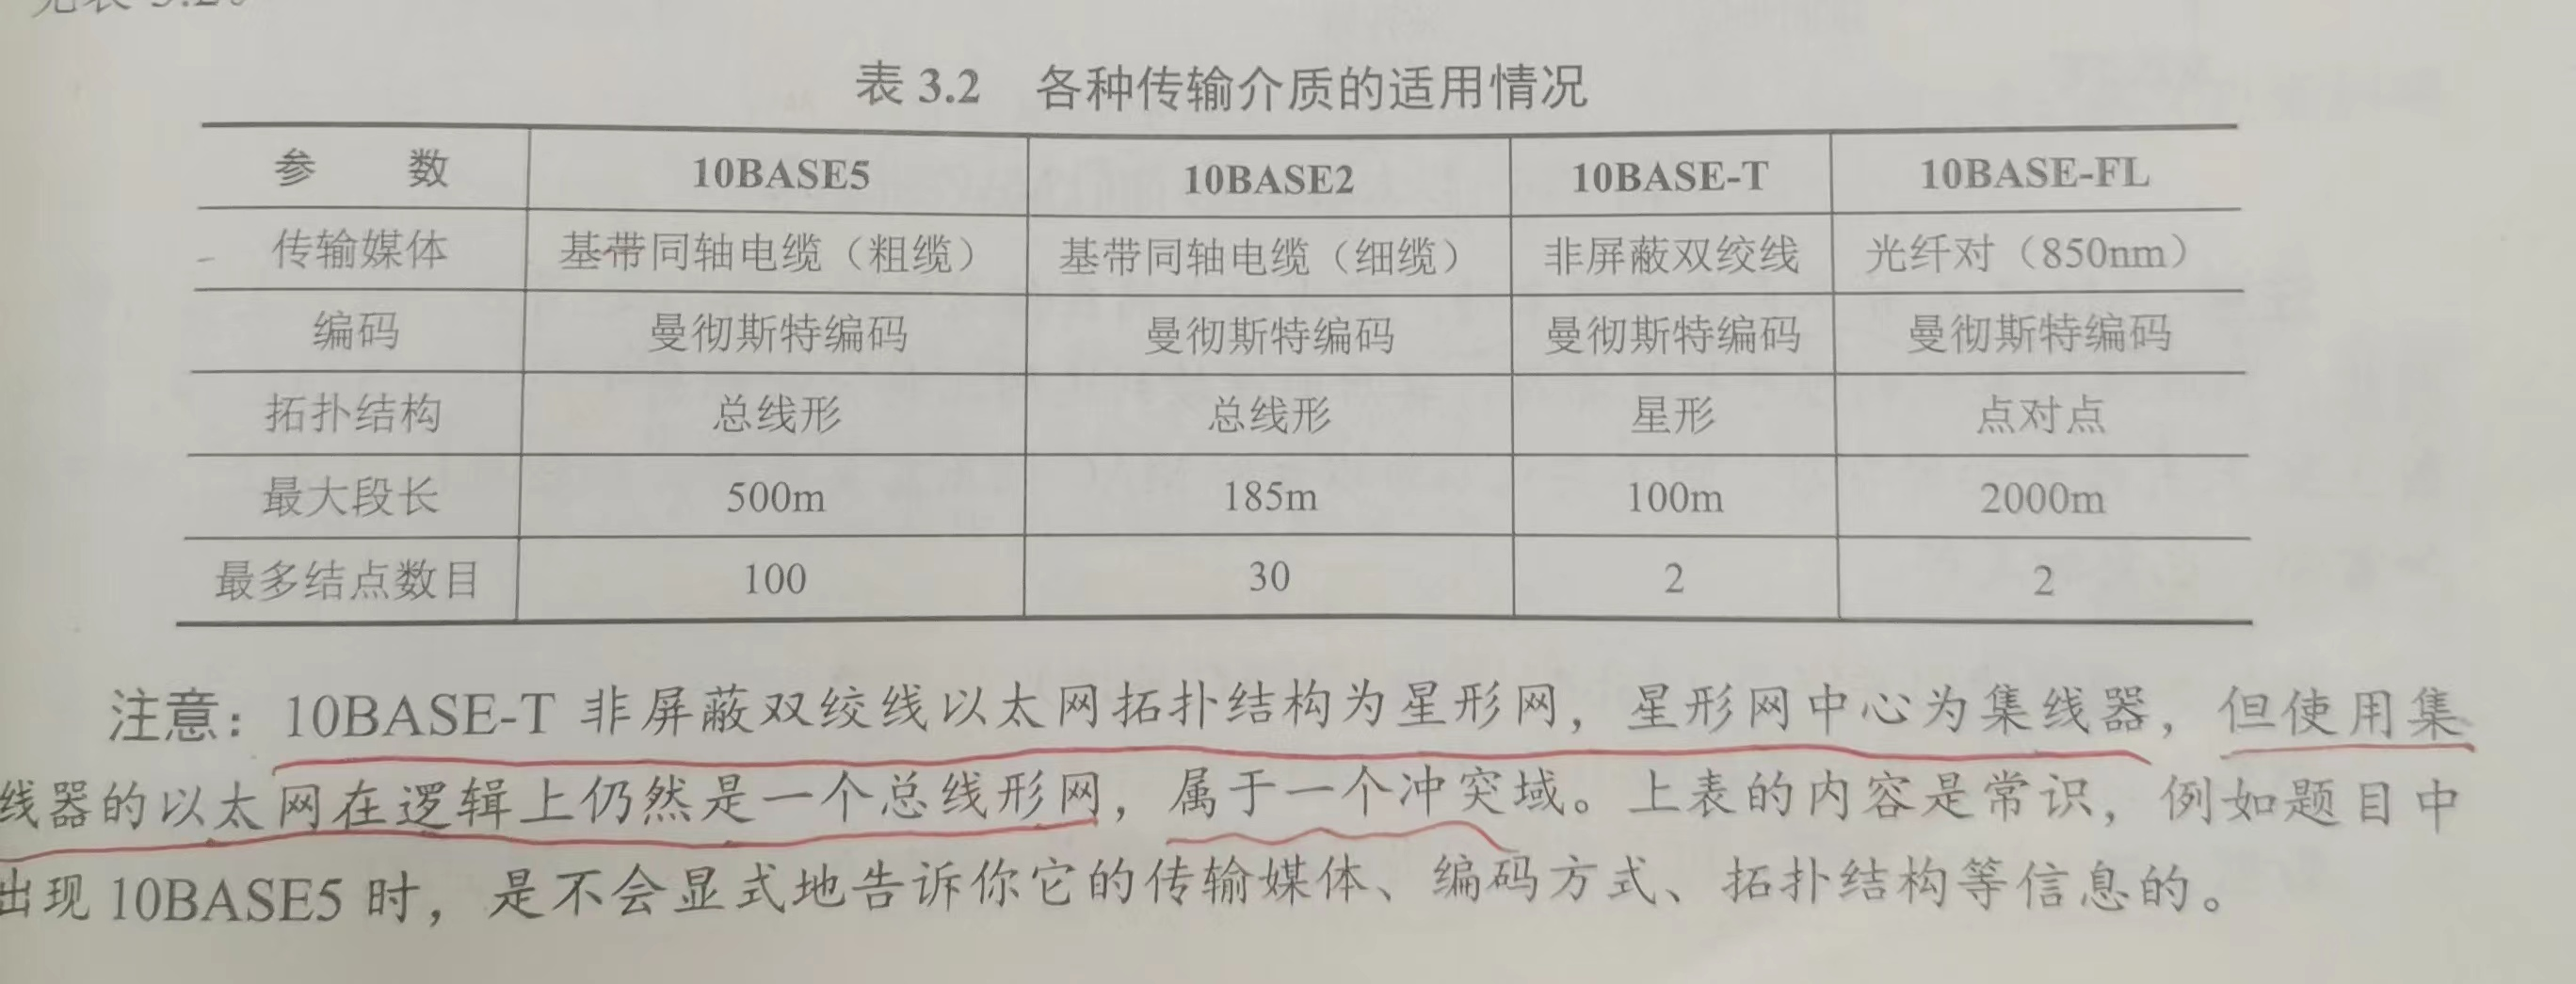 表 3.2 各种传输介质的适用情况
参 数 10BASE5 10BASE2 10BASE-T 10BASE-FL
传输媒体 基带同轴电缆（粗缆） 基带同轴电缆（细缆） 非屏蔽双绞线 光纤对（850nm）
编码 曼彻斯特编码 曼彻斯特编码 曼彻斯特编码 曼彻斯特编码
拓扑结构 总线形 总线形 星形 点对点
最大段长 500m 185m 100m 2000m
最多结点数目 100 30 2 2
注意：10BASE-T 非屏蔽双绞线以太网拓扑结构为星形网，星形网中心为集线器，但使用集
线器的以太网在逻辑上仍然是一个总线形网，属于一个冲突域。上表的内容是常识，例如题目中
出现 10BASE5 时，是不会显式地告诉你它的传输媒体、编码方式、拓扑结构等信息的。